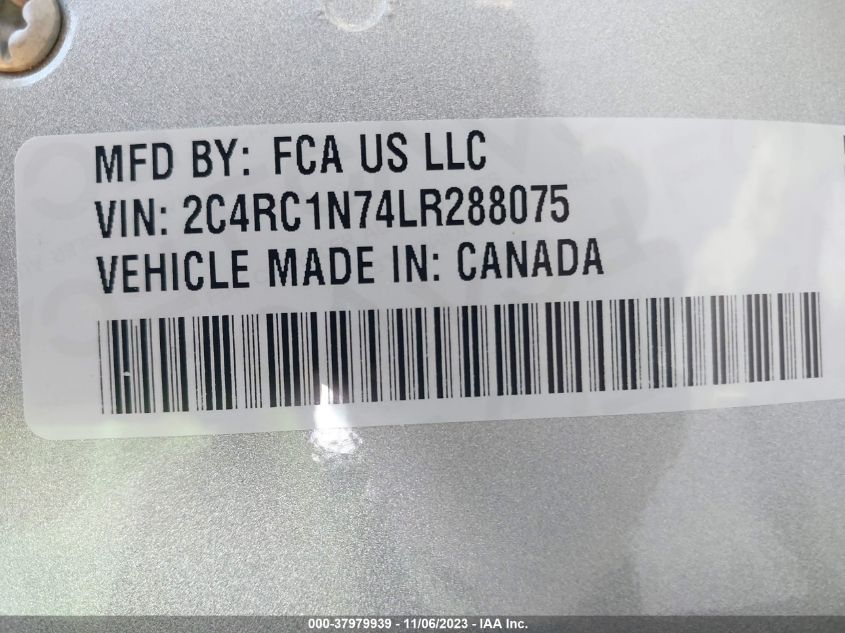 MFD BY: FCA US LLC
VIN: 2C4RC1N74LR288075
VEHICLE MADE IN: CANADA
000-37979939 - 11/06/2023 - IAA Inc.